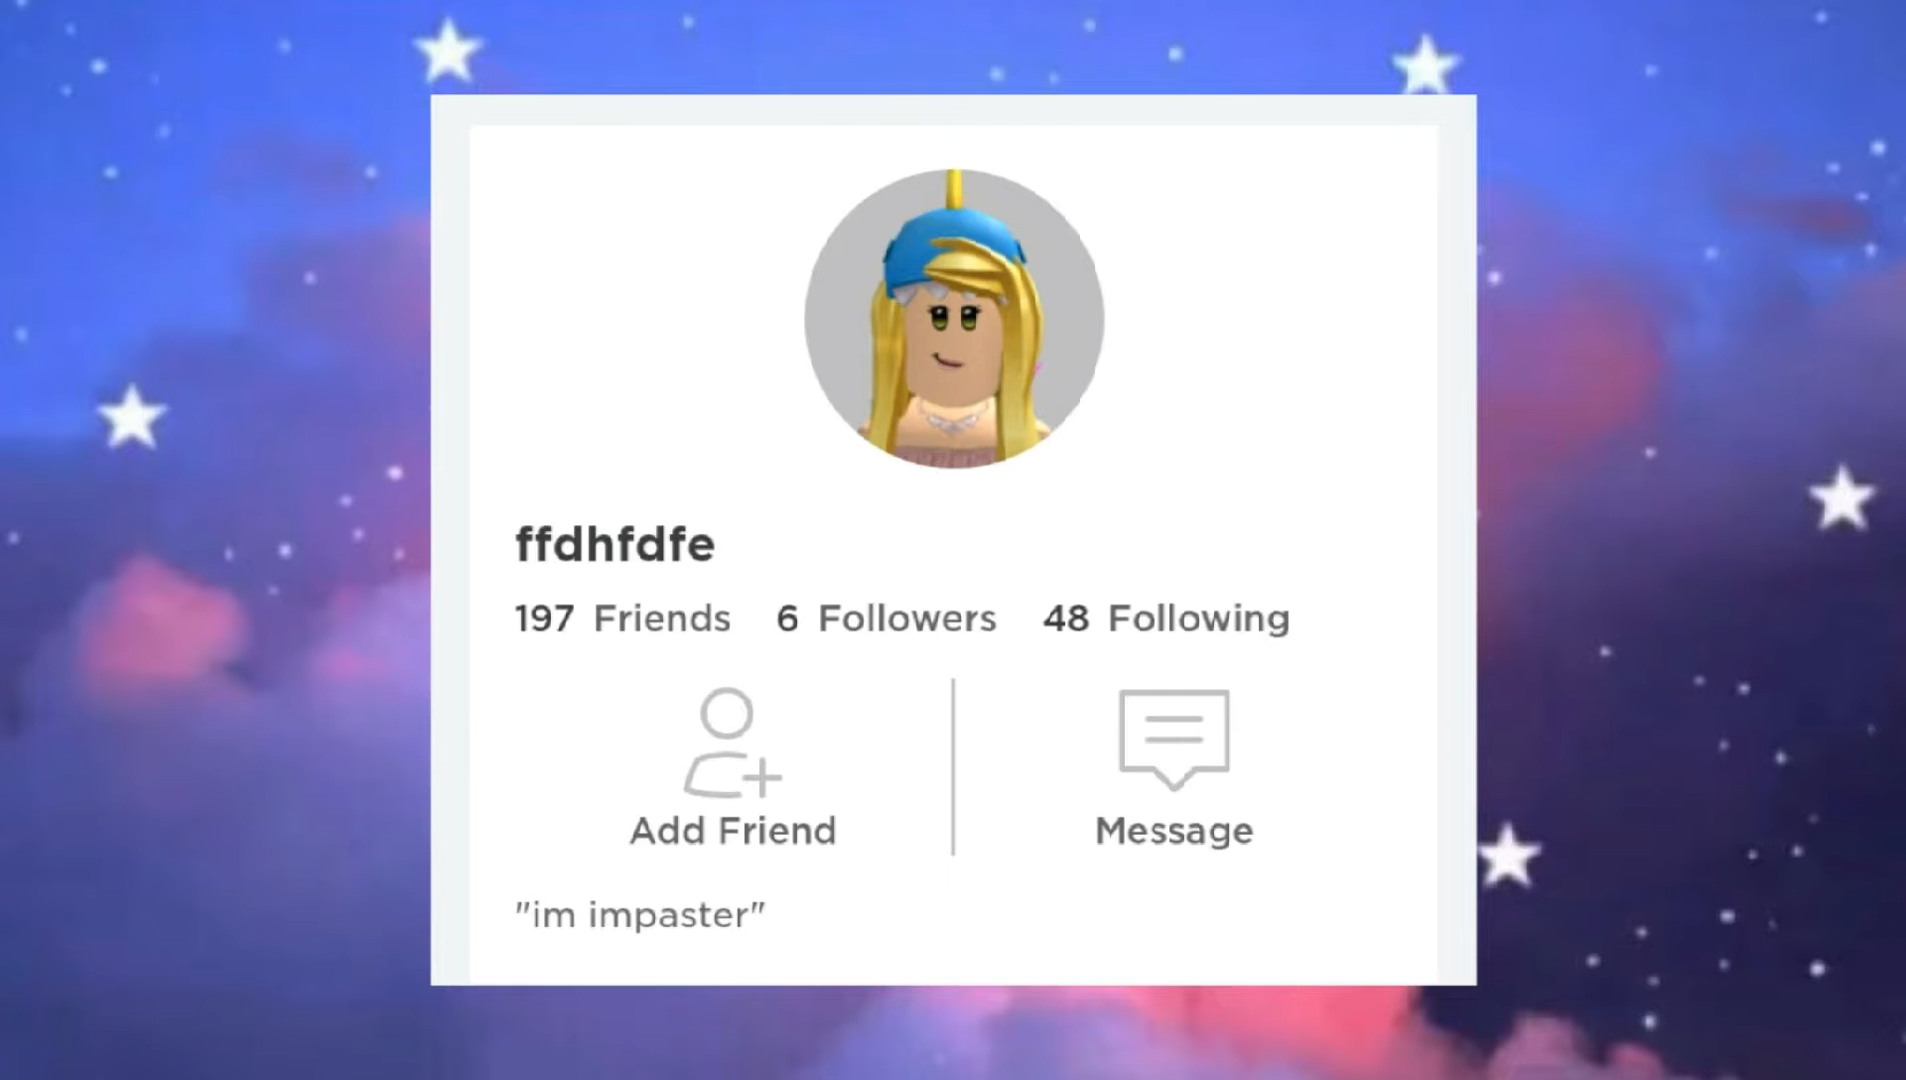 ffdhfdfe
197 Friends 6 Followers 48 Following
Add Friend Message
"im impaster"